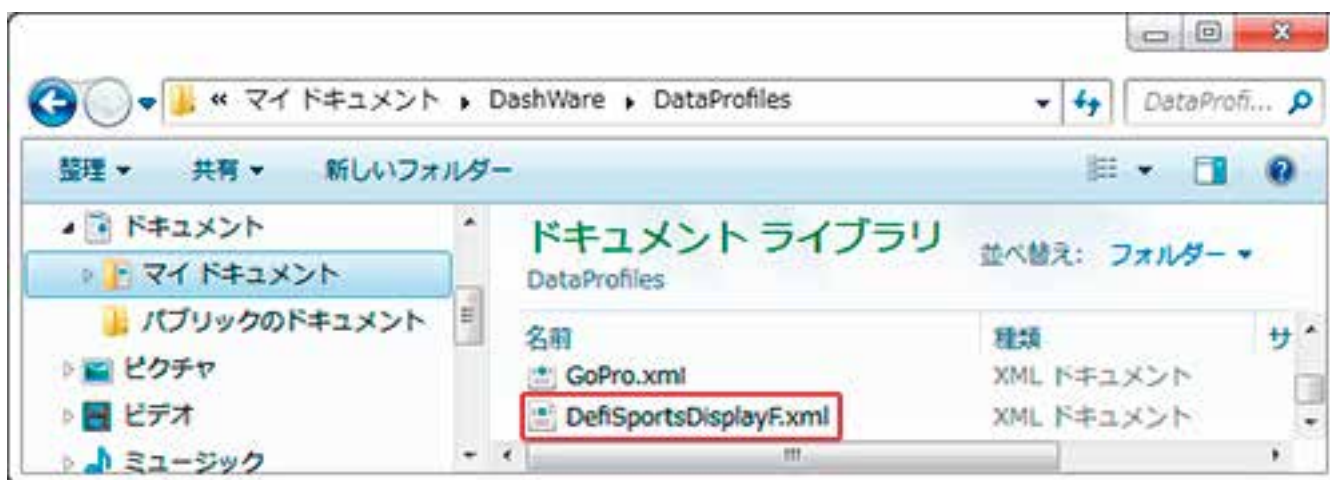 « マイ ドキュメント ▸ DashWare ▸ DataProfiles
DataProfi...
整理 ▼ 共有 ▼ 新しいフォルダー
ドキュメント
マイ ドキュメント
パブリックのドキュメント
ピクチャ
ビデオ
ミュージック
ドキュメント ライブラリ
DataProfiles
並べ替え: フォルダー ▼
名前 種類 サ
GoPro.xml XML ドキュメント
DefiSportsDisplayF.xml XML ドキュメント